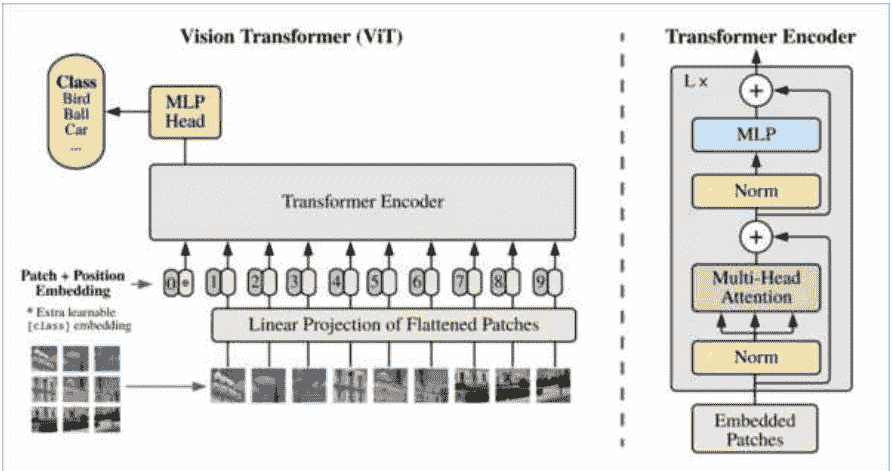 Vision Transformer (ViT)
Class
Bird
Ball
Car
...
MLP
Head
Transformer Encoder
Patch + Position
Embedding
0 * 1 2 3 4 5 6 7 8 9
* Extra learnable
[class] embedding
Linear Projection of Flattened Patches
Transformer Encoder
L x
+
MLP
Norm
+
Multi-Head
Attention
Norm
Embedded
Patches